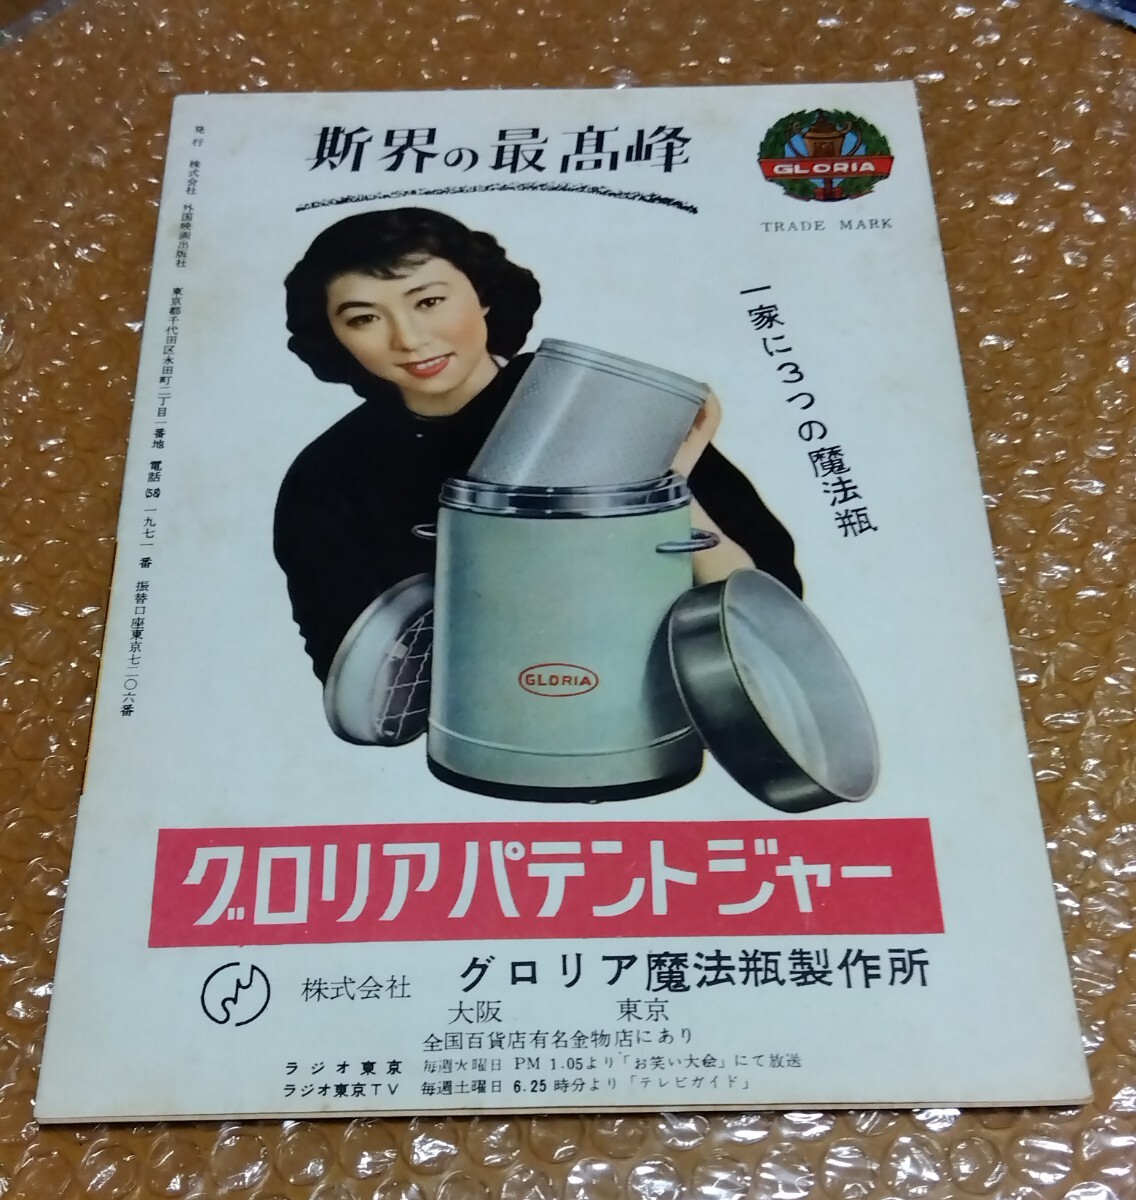 斯界の最高峰
GLORIA
TRADE MARK
一家に3つの魔法瓶
GLORIA
グロリアパテントジャー
株式会社 グロリア魔法瓶製作所
大阪 東京
全国百貨店有名金物店にあり
ラジオ東京 毎週火曜日 PM 1.05より「お笑い大会」にて放送
ラジオ東京TV 毎週土曜日 6.25時分より「テレビガイド」
発行 株式会社 外国映画出版社 東京都千代田区永田町二丁目一番地 電話(58)一九七一番 振替口座東京七二〇六番